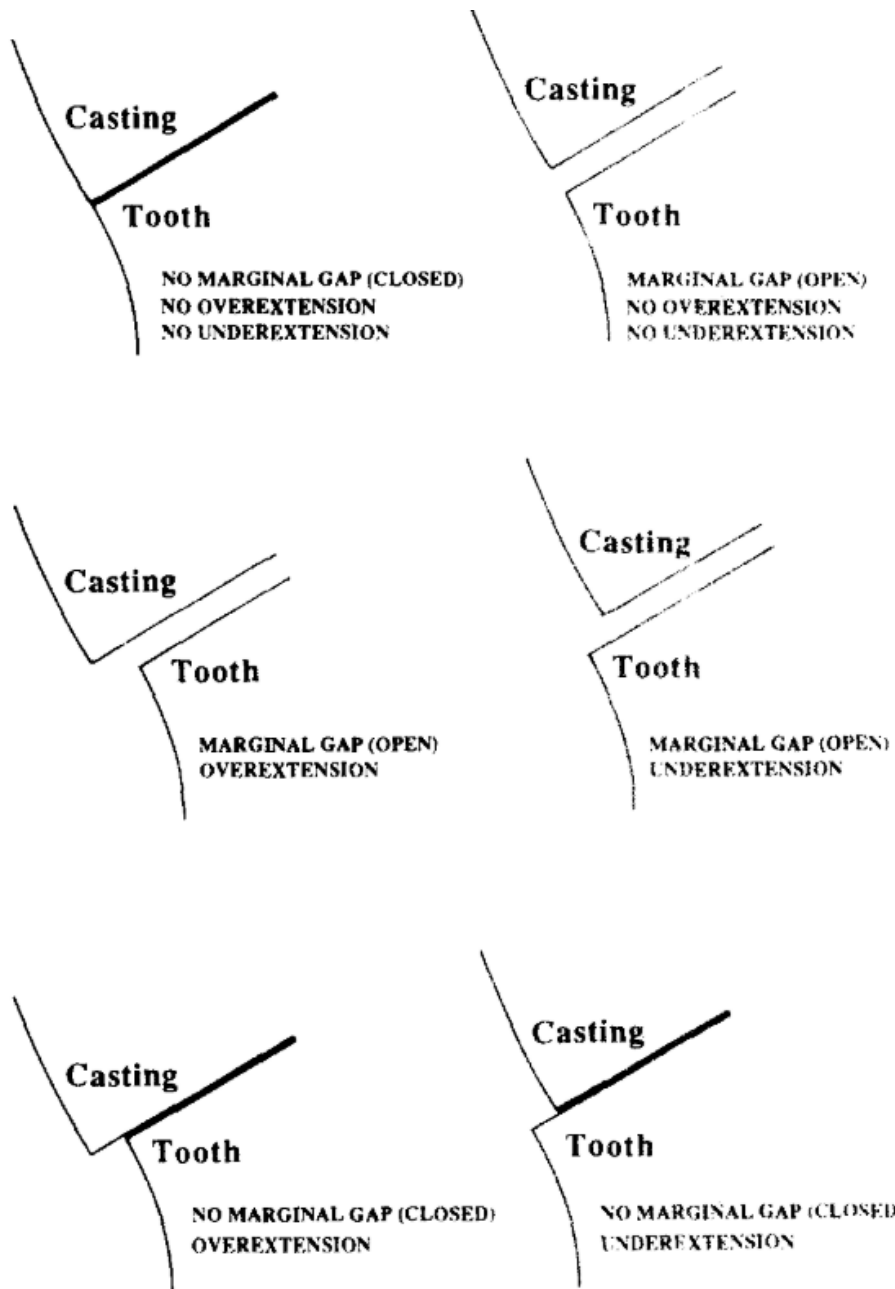 Casting
Tooth
NO MARGINAL GAP (CLOSED)
NO OVEREXTENSION
NO UNDEREXTENSION
Casting
Tooth
MARGINAL GAP (OPEN)
NO OVEREXTENSION
NO UNDEREXTENSION
Casting
Tooth
MARGINAL GAP (OPEN)
OVEREXTENSION
Casting
Tooth
MARGINAL GAP (OPEN)
UNDEREXTENSION
Casting
Tooth
NO MARGINAL GAP (CLOSED)
OVEREXTENSION
Casting
Tooth
NO MARGINAL GAP (CLOSED
UNDEREXTENSION